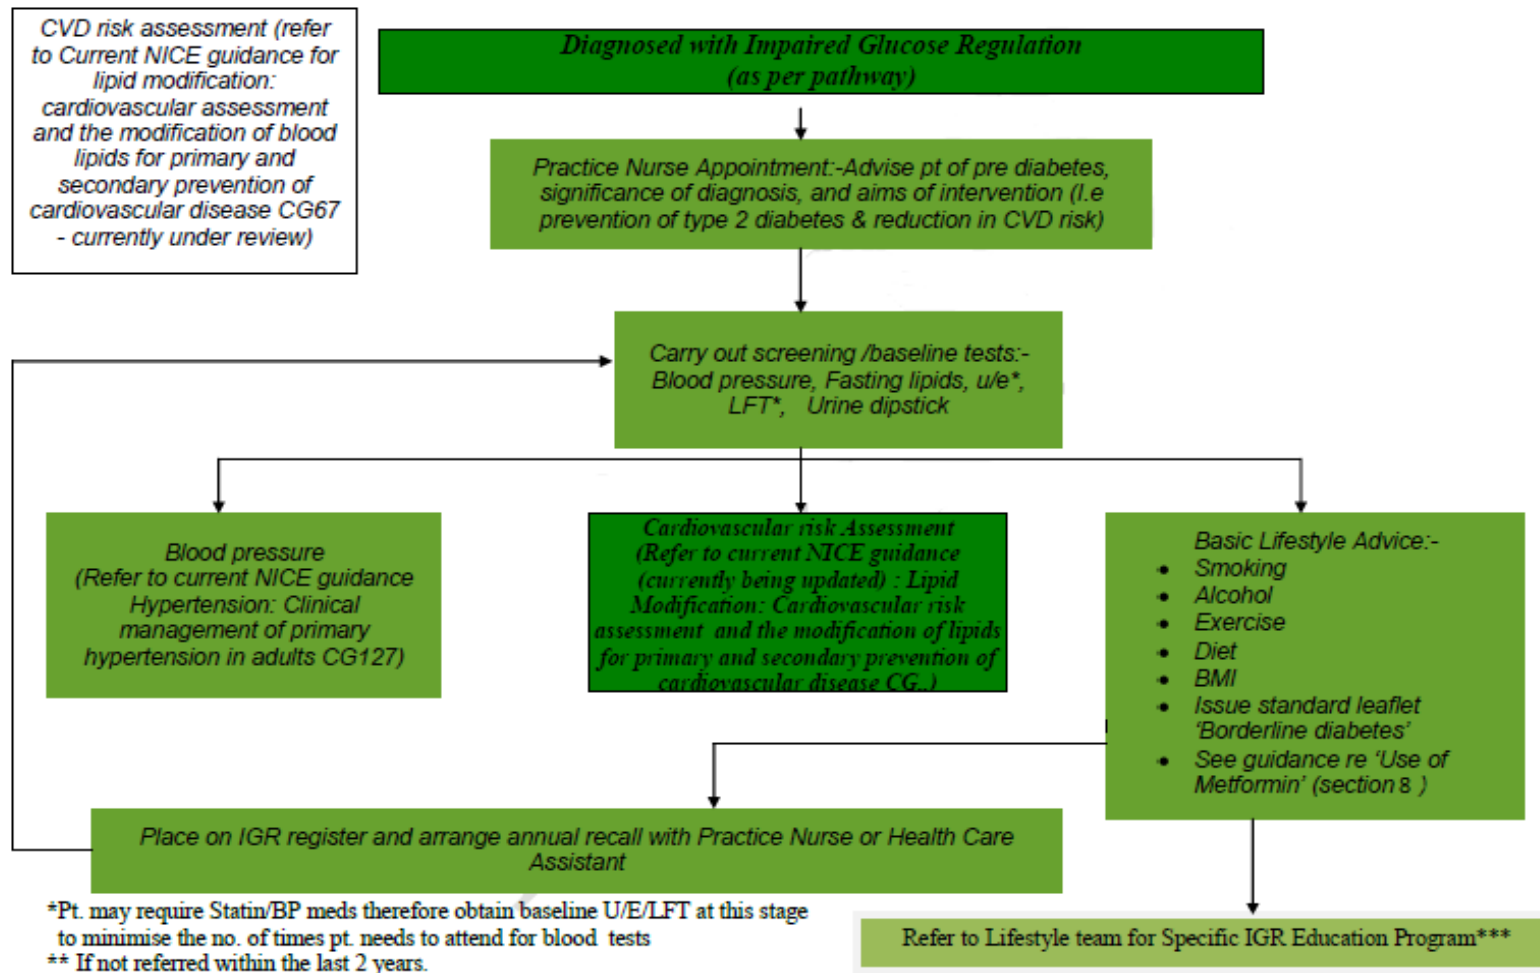 CVD risk assessment (refer
to Current NICE guidance for
lipid modification:
cardiovascular assessment
and the modification of blood
lipids for primary and
secondary prevention of
cardiovascular disease CG67
- currently under review)
Diagnosed with Impaired Glucose Regulation
(as per pathway)
Practice Nurse Appointment:-Advise pt of pre diabetes,
significance of diagnosis, and aims of intervention (I.e
prevention of type 2 diabetes & reduction in CVD risk)
Carry out screening /baseline tests:-
Blood pressure, Fasting lipids, u/e*,
LFT*, Urine dipstick
Blood pressure
(Refer to current NICE guidance
Hypertension: Clinical
management of primary
hypertension in adults CG127)
Cardiovascular risk Assessment
(Refer to current NICE guidance
(currently being updated) : Lipid
Modification: Cardiovascular risk
assessment and the modification of lipids
for primary and secondary prevention of
cardiovascular disease CG..)
Basic Lifestyle Advice:-
• Smoking
• Alcohol
• Exercise
• Diet
• BMI
• Issue standard leaflet
'Borderline diabetes'
• See guidance re 'Use of
Metformin' (section 8 )
Place on IGR register and arrange annual recall with Practice Nurse or Health Care
Assistant
*Pt. may require Statin/BP meds therefore obtain baseline U/E/LFT at this stage
to minimise the no. of times pt. needs to attend for blood tests
** If not referred within the last 2 years.
Refer to Lifestyle team for Specific IGR Education Program***